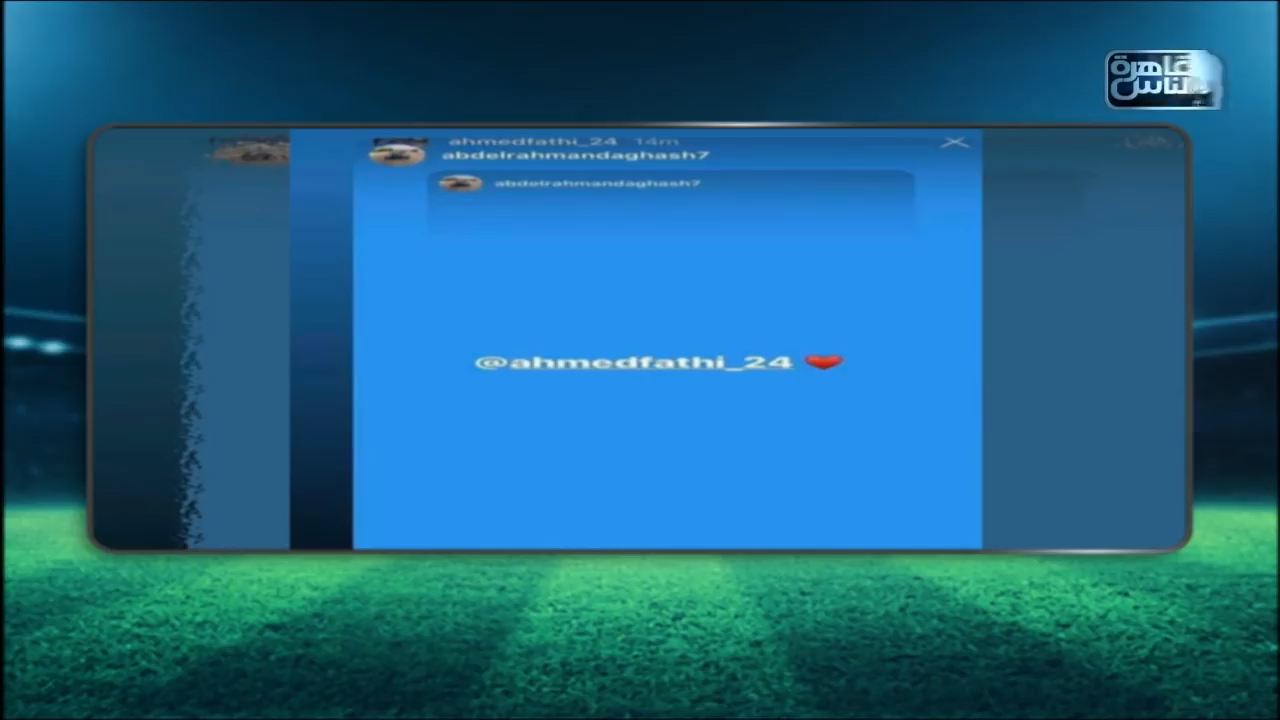 القاهرة
والناس
ahmedfathi_24 14m
abdelrahmandaghash7
abdelrahmandaghash7
@ahmedfathi_24 ❤️